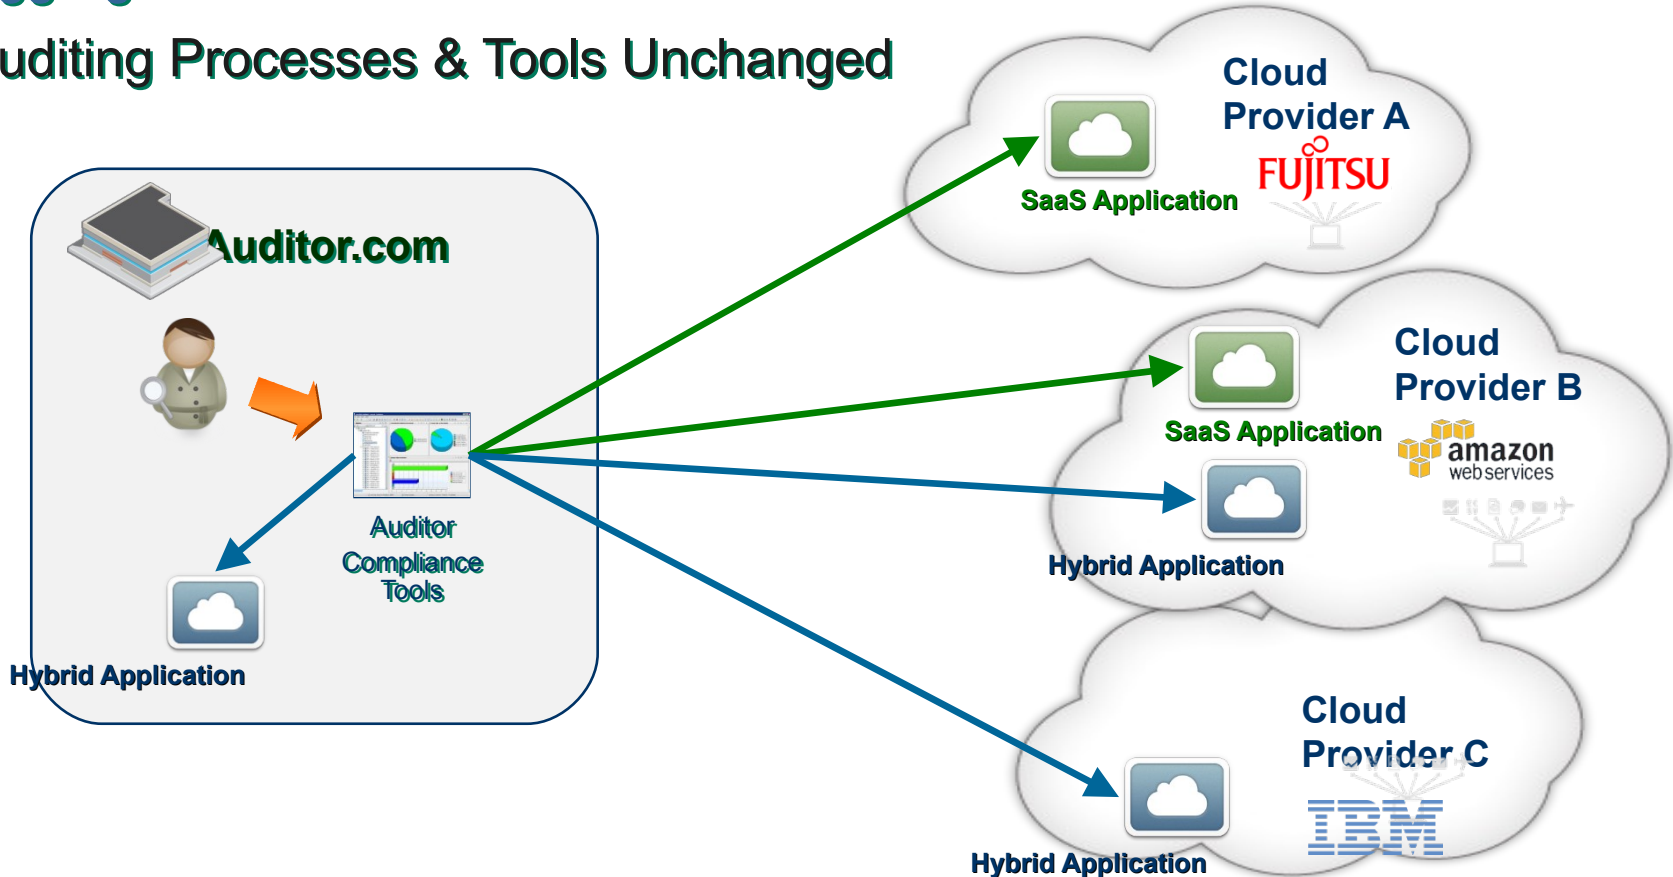 uditing Processes & Tools Unchanged
Cloud
Provider A
FUJITSU
SaaS Application
Auditor.com
Cloud
Provider B
SaaS Application
amazon
webservices
Auditor
Compliance
Tools
Hybrid Application
Hybrid Application
Cloud
Provider C
IBM
Hybrid Application